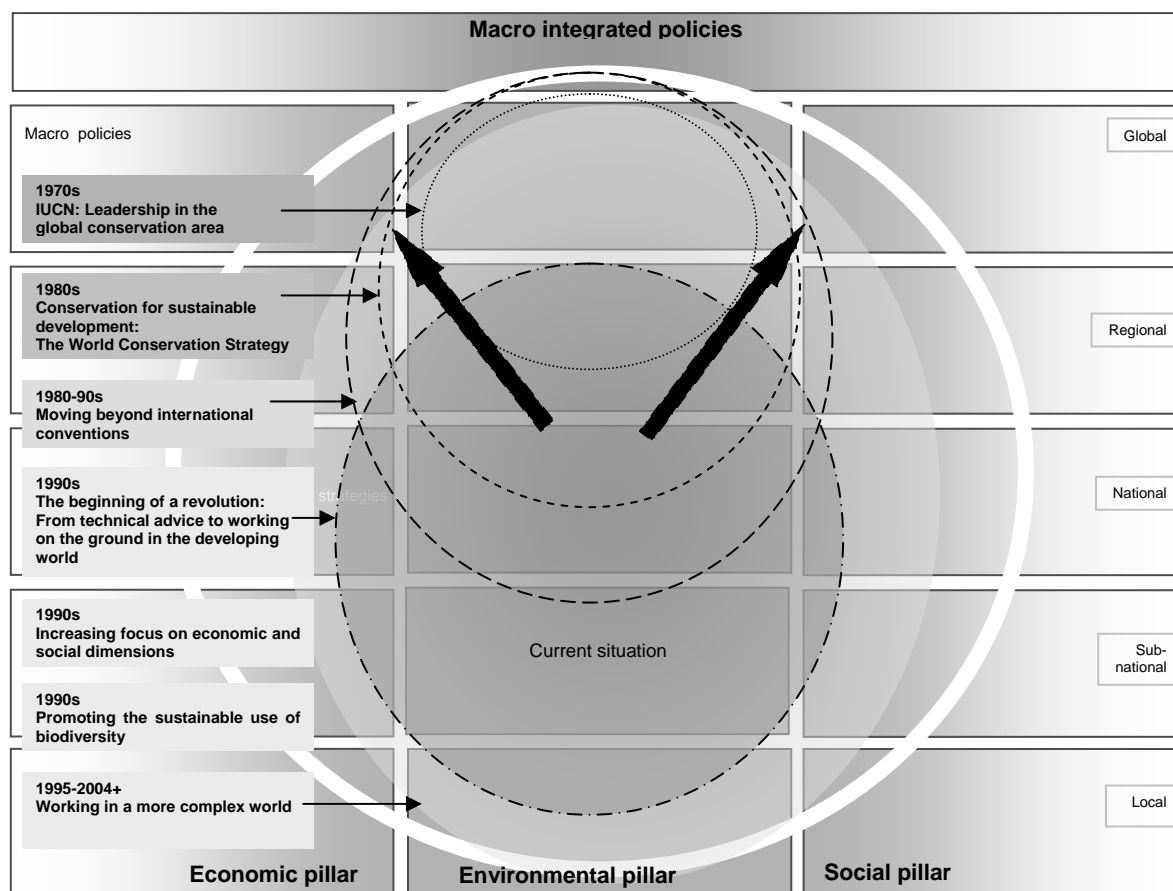 Macro integrated policies
Macro policies
Global
1970s
IUCN: Leadership in the
global conservation area
1980s
Conservation for sustainable
development:
The World Conservation Strategy
Regional
1980-90s
Moving beyond international
conventions
1990s
The beginning of a revolution:
From technical advice to working
on the ground in the developing
world
strategies
National
1990s
Increasing focus on economic and
social dimensions
Current situation
Sub-
national
1990s
Promoting the sustainable use of
biodiversity
1995-2004+
Working in a more complex world
Local
Economic pillar
Environmental pillar
Social pillar